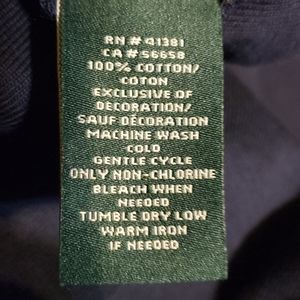 RN # 41381
CA # 56658
100% COTTON/
COTON
EXCLUSIVE OF
DECORATION/
SAUF DÉCORATION
MACHINE WASH
COLD
GENTLE CYCLE
ONLY NON-CHLORINE
BLEACH WHEN
NEEDED
TUMBLE DRY LOW
WARM IRON
IF NEEDED